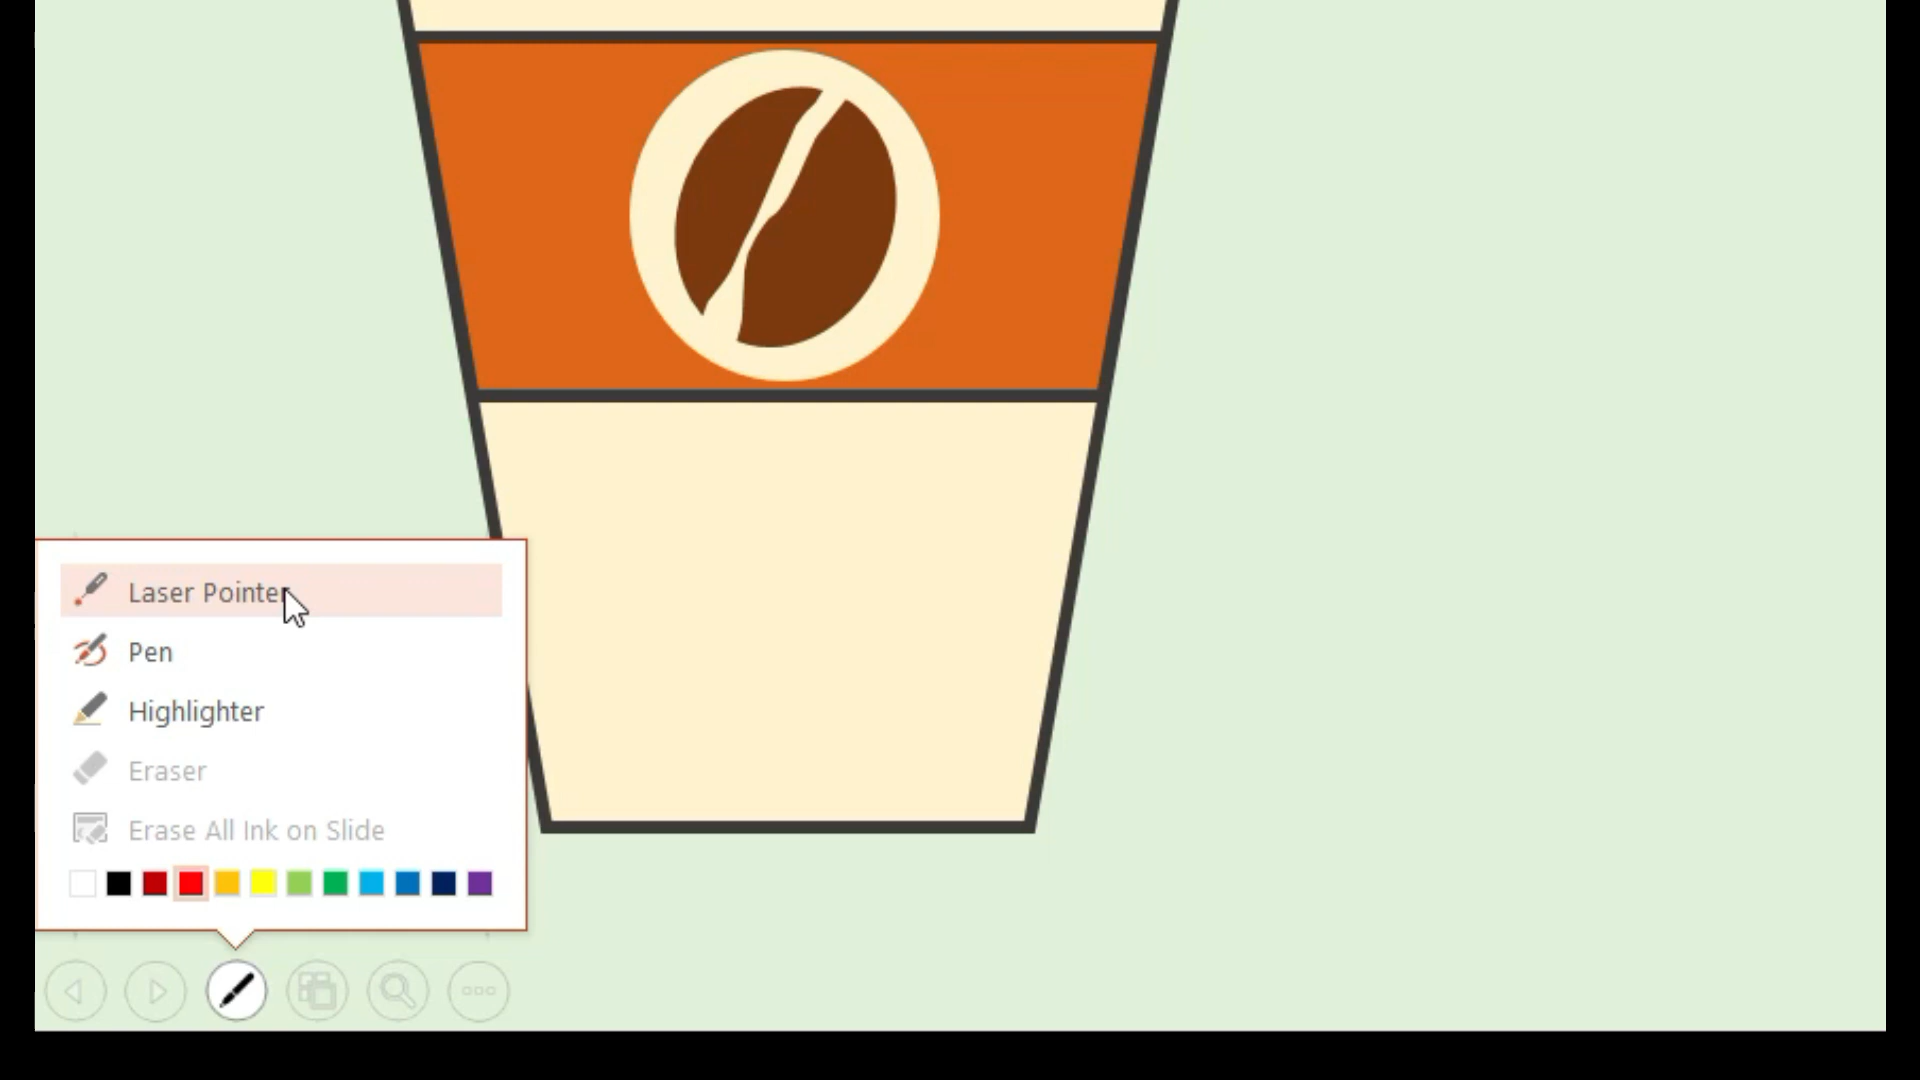 Laser Pointer
Pen
Highlighter
Eraser
Erase All Ink on Slide